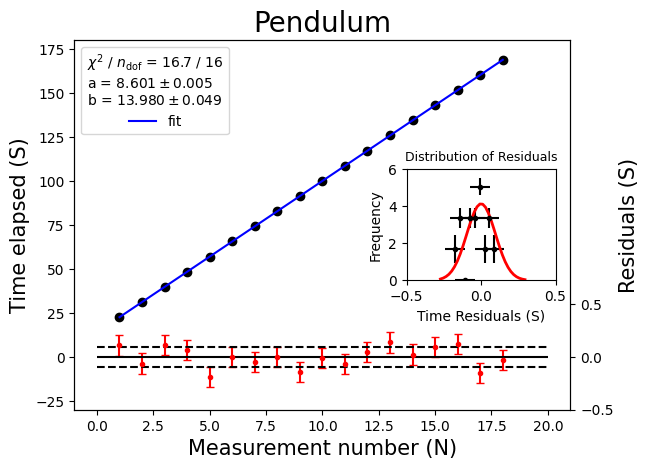 Pendulum
χ² / n_dof = 16.7 / 16
a = 8.601 ± 0.005
b = 13.980 ± 0.049
fit
Time elapsed (S)
175
150
125
100
75
50
25
0
−25
0.0 2.5 5.0 7.5 10.0 12.5 15.0 17.5 20.0
Measurement number (N)
Distribution of Residuals
Frequency
6
4
2
0
−0.5 0.0 0.5
Time Residuals (S)
Residuals (S)
0.5
0.0
−0.5